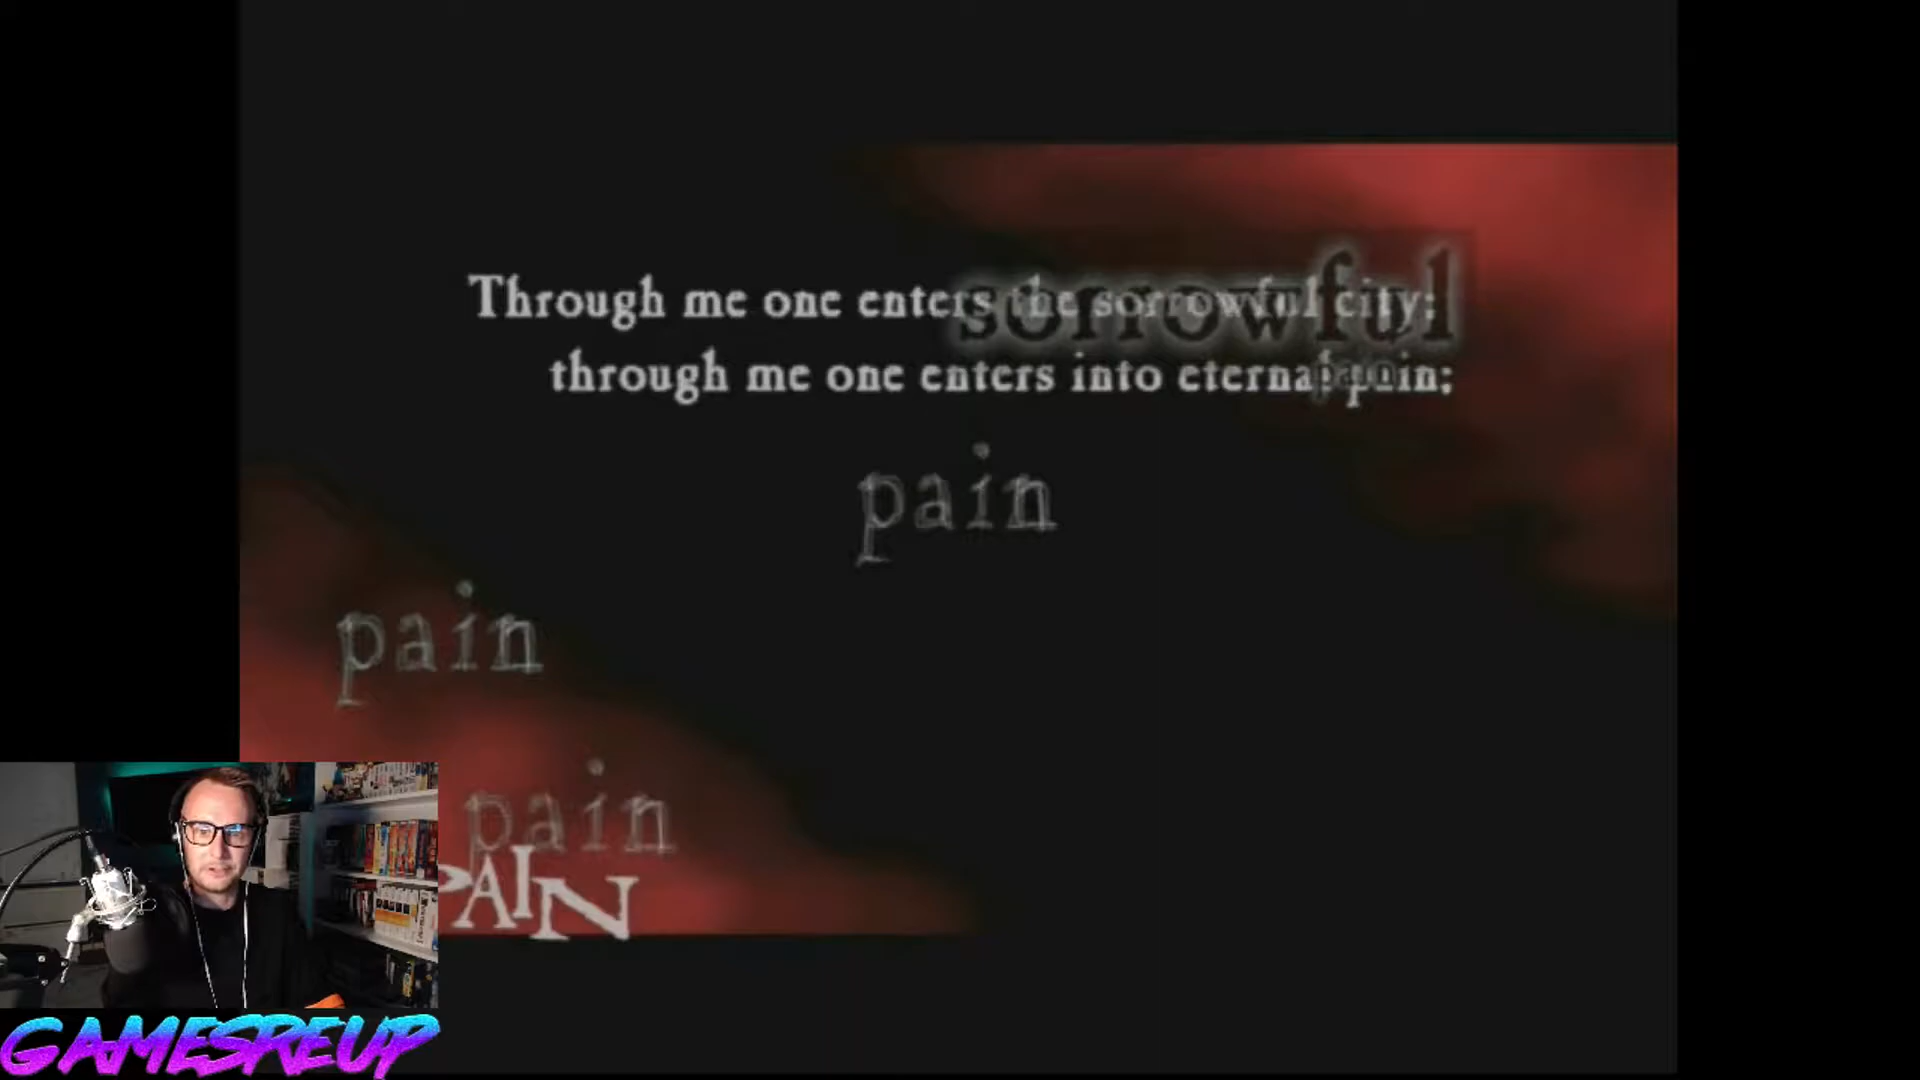 sorrowful
Through me one enters the sorrowful city;
through me one enters into eternal pain;
pain
pain
pain
pain
PAIN
GAMESREUP